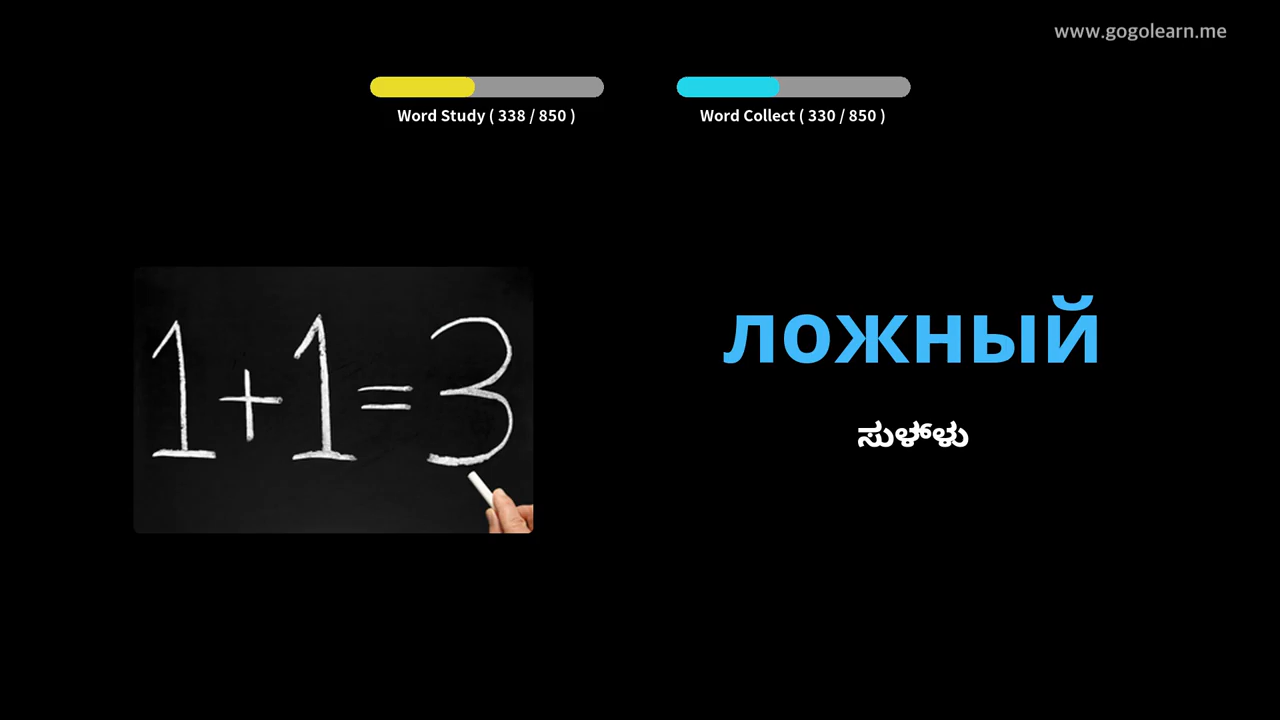 www.gogolearn.me
Word Study ( 338 / 850 )
Word Collect ( 330 / 850 )
1+1=3
ложный
ಸುಳ್ಳು